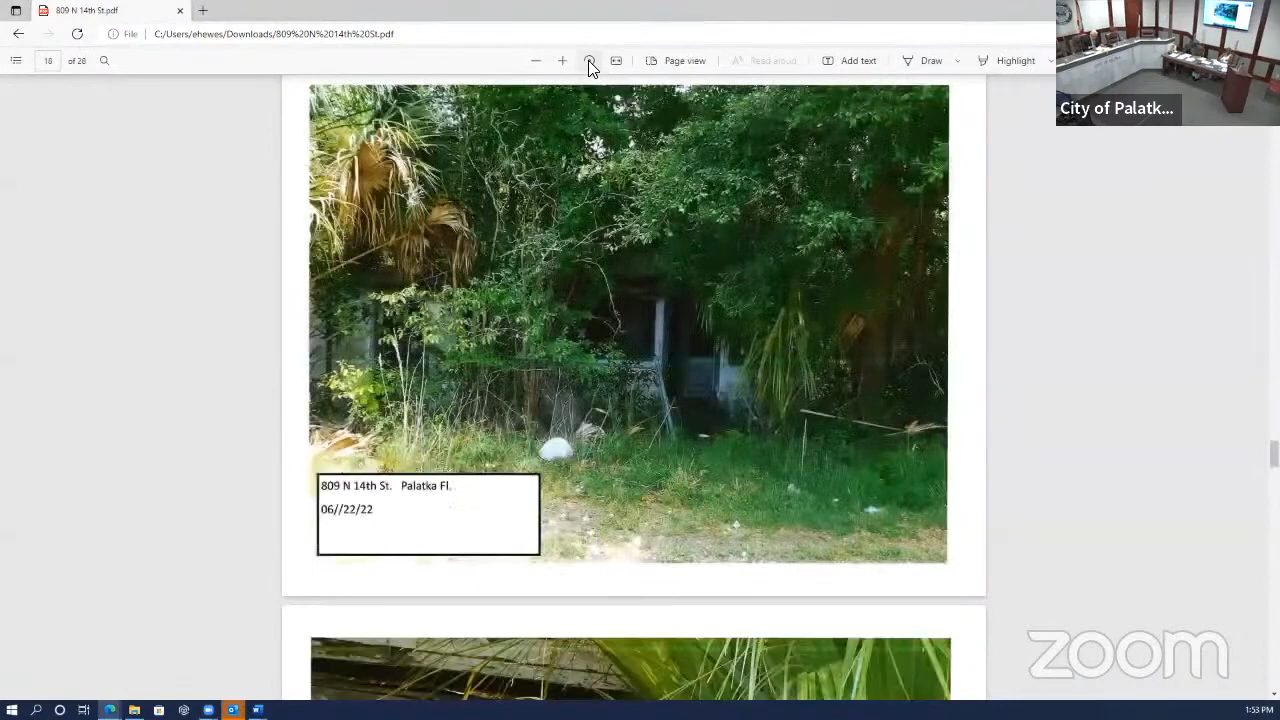 809 N 14th St.pdf
File
C:/Users/ehewes/Downloads/809%20N%2014th%20St.pdf
18 of 28
Page view
Read aloud
Add text
Draw
Highlight
City of Palatk...
809 N 14th St. Palatka Fl.
06//22/22
zoom
1:53 PM